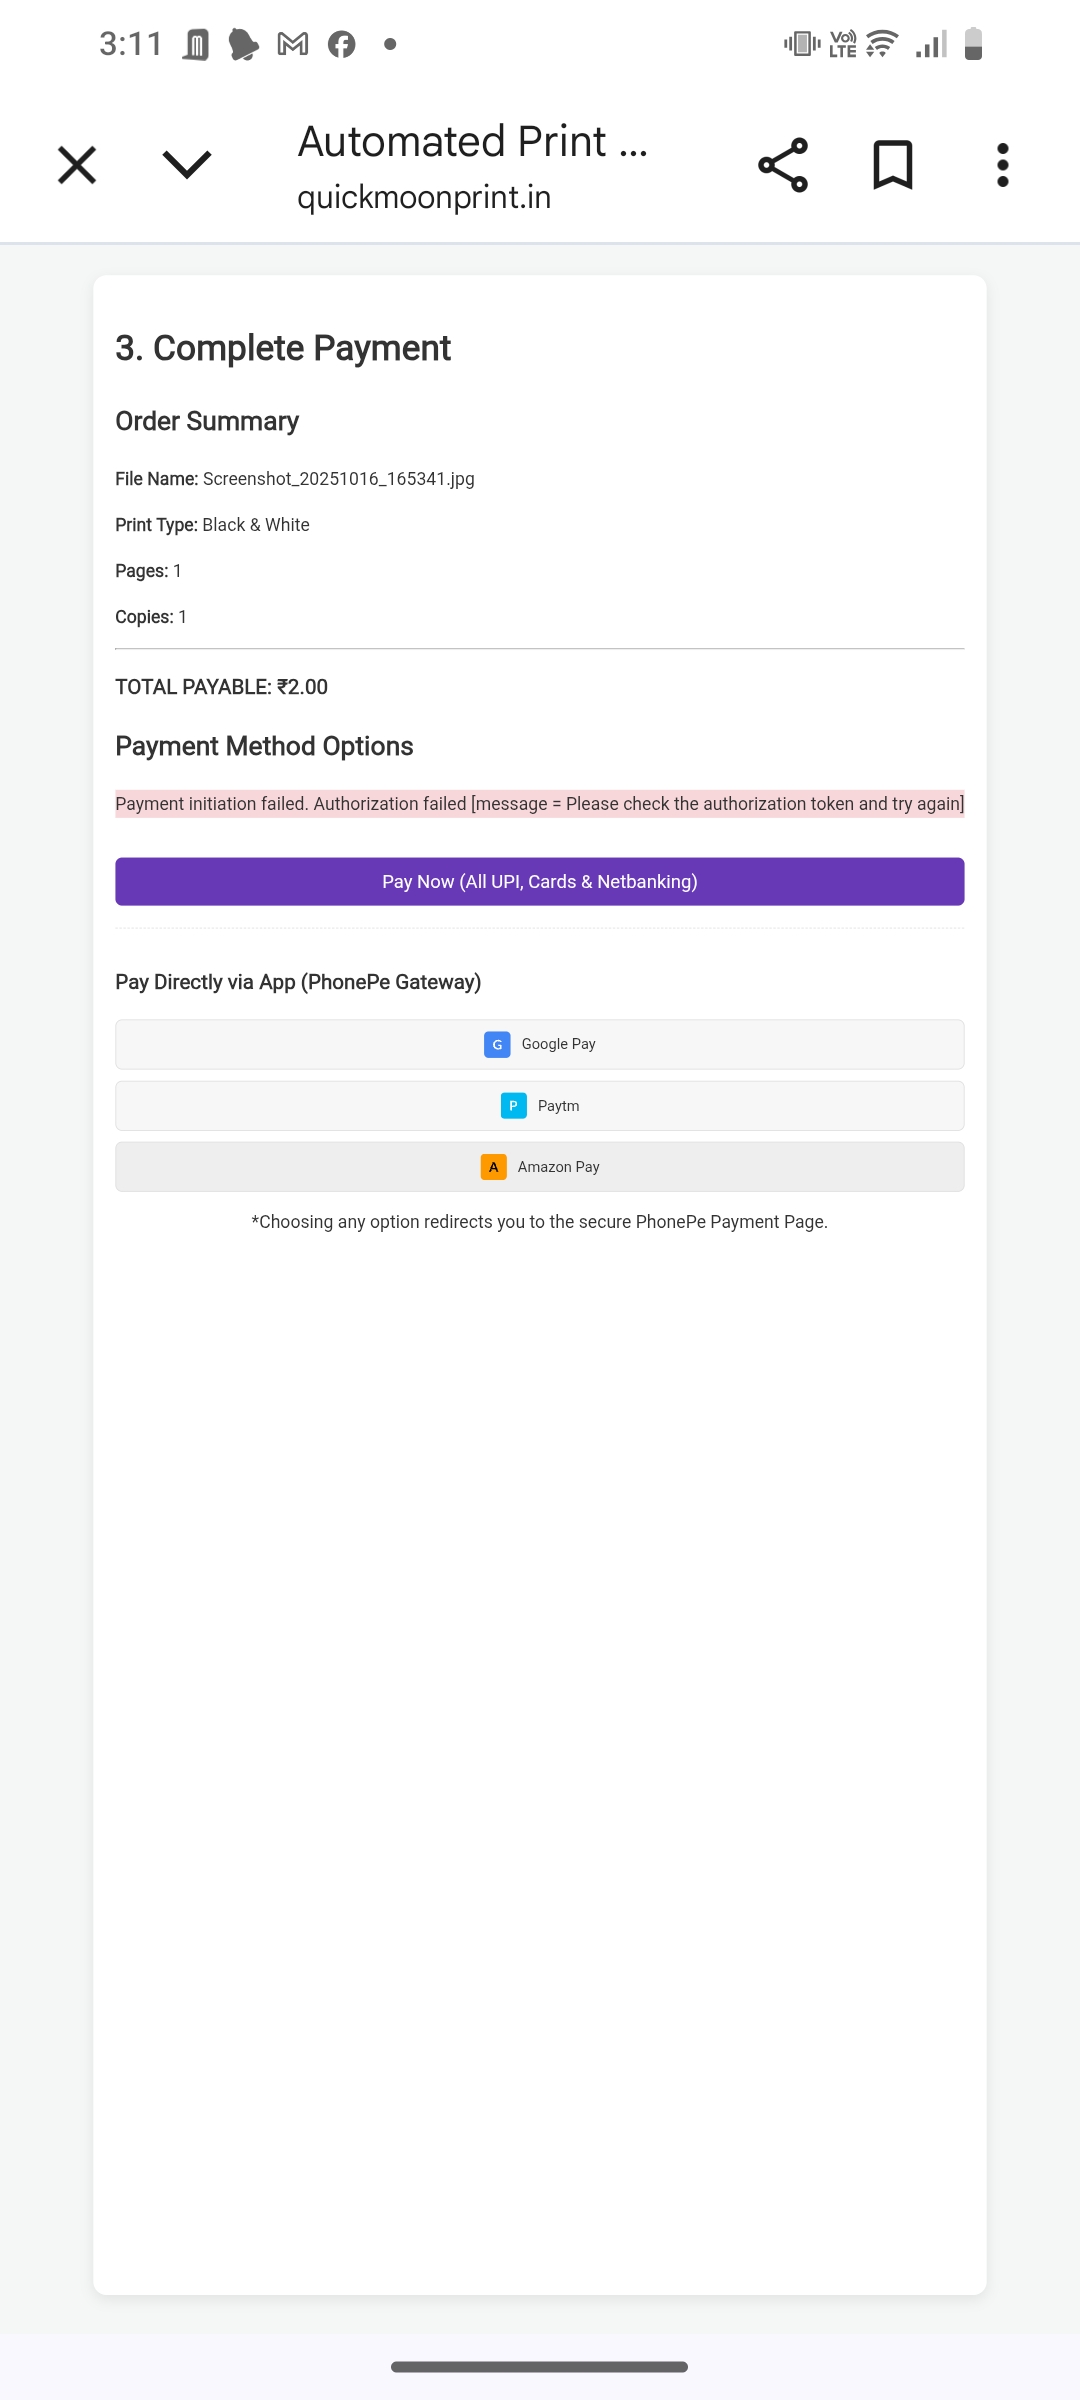 3:11
Vo)) LTE
Automated Print ...
quickmoonprint.in
3. Complete Payment
Order Summary
File Name: Screenshot_20251016_165341.jpg
Print Type: Black & White
Pages: 1
Copies: 1
TOTAL PAYABLE: ₹2.00
Payment Method Options
Payment initiation failed. Authorization failed [message = Please check the authorization token and try again]
Pay Now (All UPI, Cards & Netbanking)
Pay Directly via App (PhonePe Gateway)
G Google Pay
P Paytm
A Amazon Pay
*Choosing any option redirects you to the secure PhonePe Payment Page.